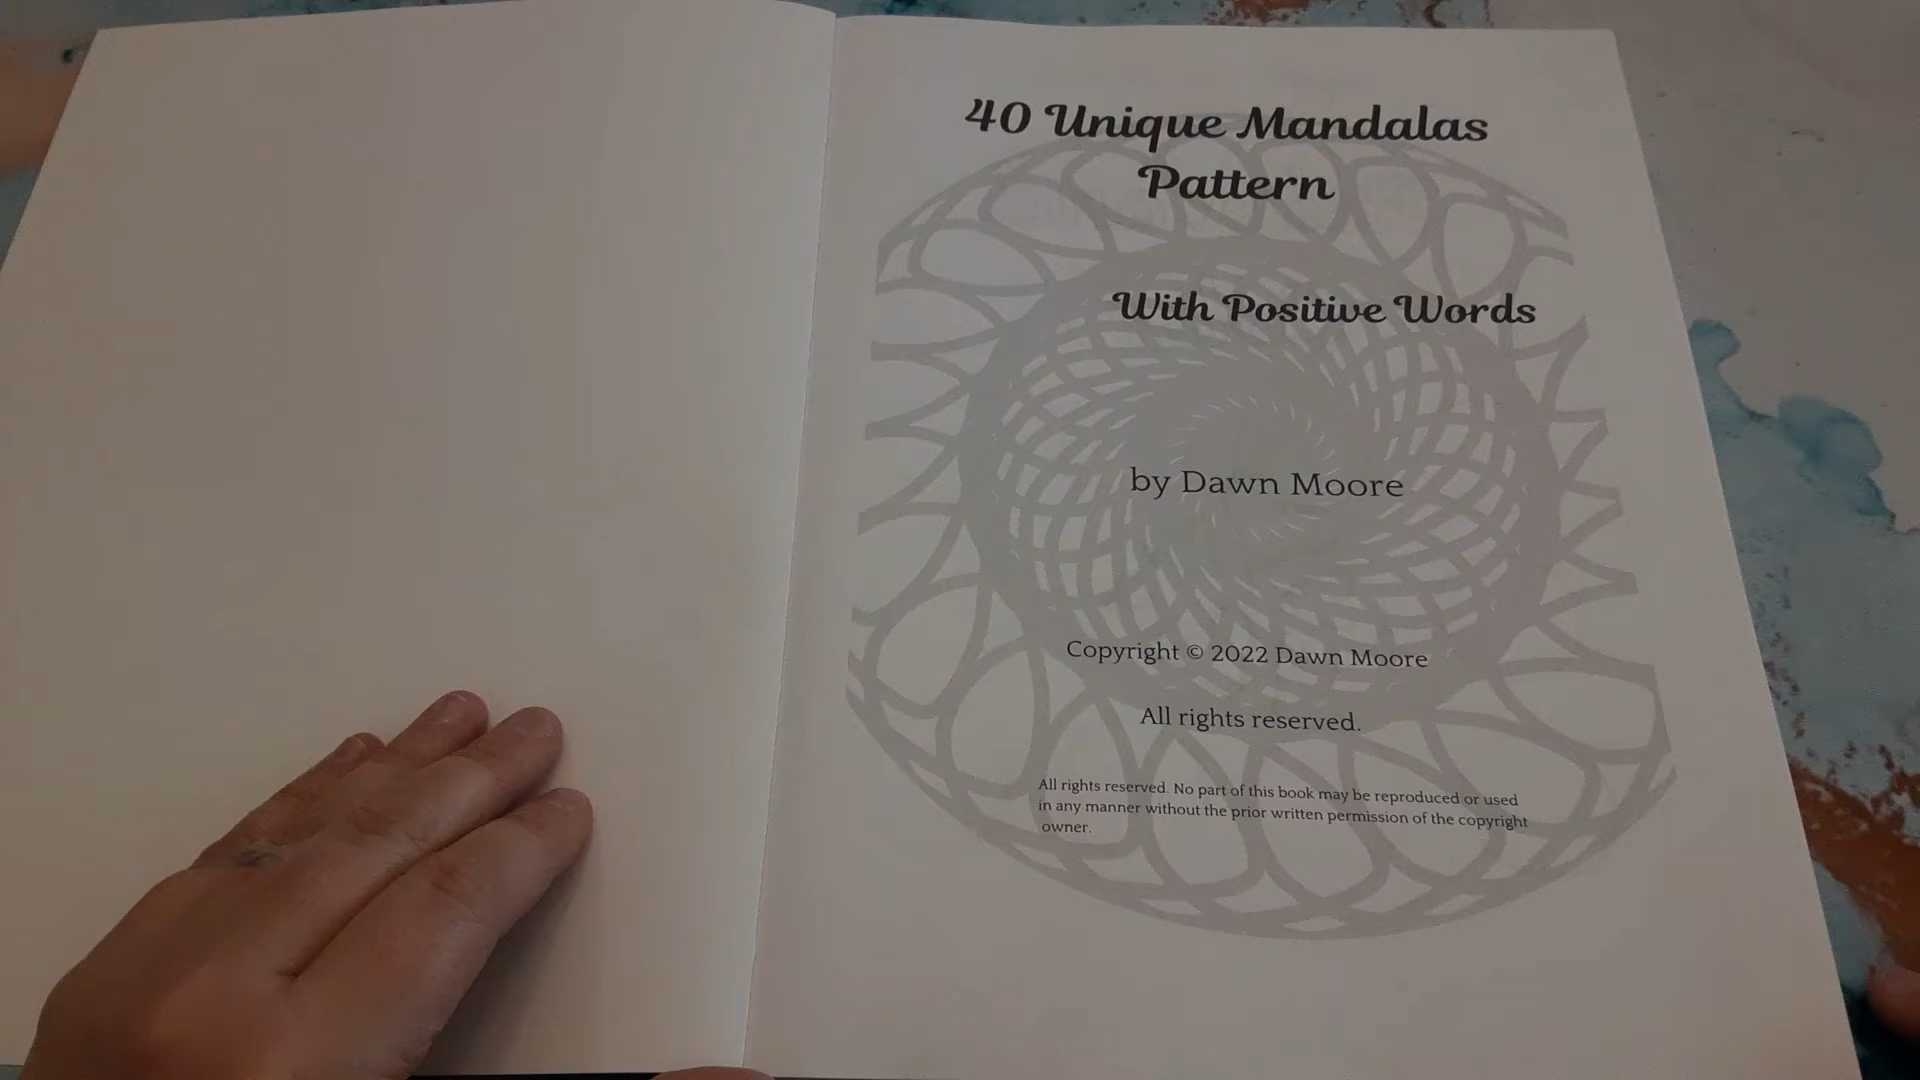 40 Unique Mandalas
Pattern
With Positive Words
by Dawn Moore
Copyright © 2022 Dawn Moore
All rights reserved.
All rights reserved. No part of this book may be reproduced or used
in any manner without the prior written permission of the copyright
owner.